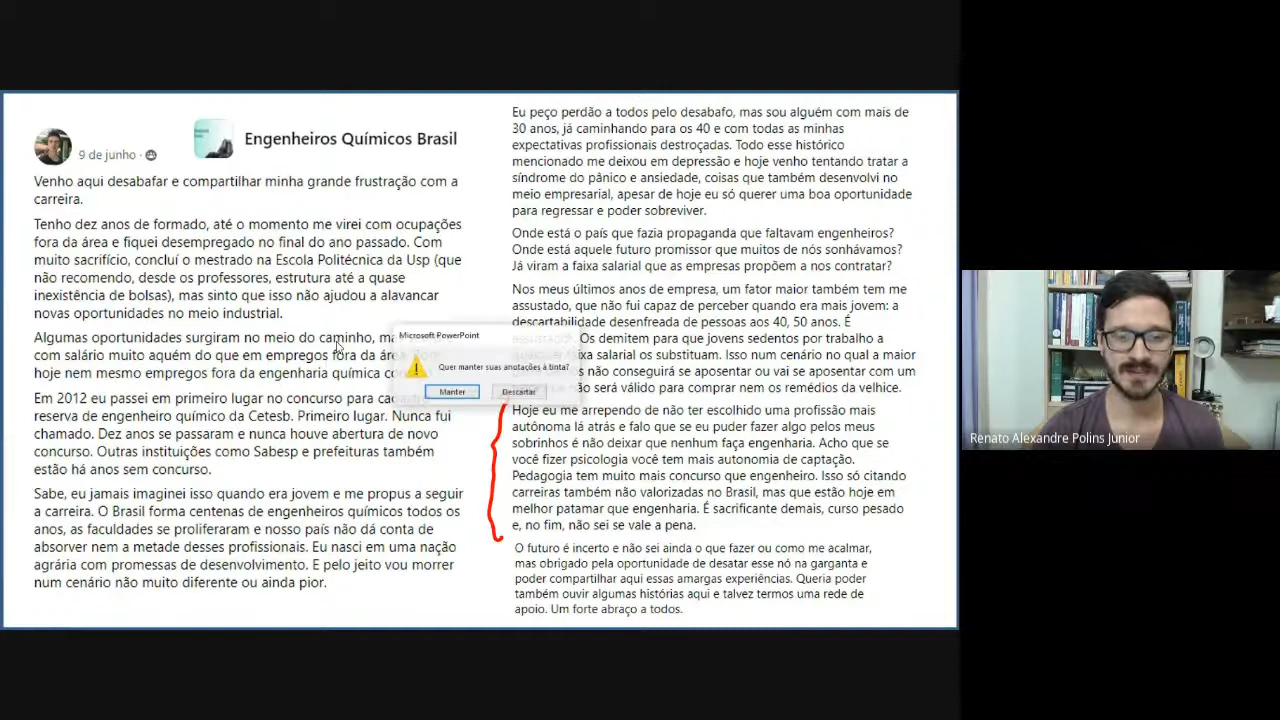 Engenheiros Químicos Brasil
9 de junho ·
Venho aqui desabafar e compartilhar minha grande frustração com a
carreira.
Tenho dez anos de formado, até o momento me virei com ocupações
fora da área e fiquei desempregado no final do ano passado. Com
muito sacrifício, concluí o mestrado na Escola Politécnica da Usp (que
não recomendo, desde os professores, estrutura até a quase
inexistência de bolsas), mas sinto que isso não ajudou a alavancar
novas oportunidades no meio industrial.
Algumas oportunidades surgiram no meio do caminho,
com salário muito aquém do que em empregos fora da
hoje nem mesmo empregos fora da engenharia química
Em 2012 eu passei em primeiro lugar no concurso para
reserva de engenheiro químico da Cetesb. Primeiro lugar. Nunca fui
chamado. Dez anos se passaram e nunca houve abertura de novo
concurso. Outras instituições como Sabesp e prefeituras também
estão há anos sem concurso.
Sabe, eu jamais imaginei isso quando era jovem e me propus a seguir
a carreira. O Brasil forma centenas de engenheiros químicos todos os
anos, as faculdades se proliferaram e nosso país não dá conta de
absorver nem a metade desses profissionais. Eu nasci em uma nação
agrária com promessas de desenvolvimento. E pelo jeito vou morrer
num cenário não muito diferente ou ainda pior.
Eu peço perdão a todos pelo desabafo, mas sou alguém com mais de
30 anos, já caminhando para os 40 e com todas as minhas
expectativas profissionais destroçadas. Todo esse histórico
mencionado me deixou em depressão e hoje venho tentando tratar a
síndrome do pânico e ansiedade, coisas que também desenvolvi no
meio empresarial, apesar de hoje eu só querer uma boa oportunidade
para regressar e poder sobreviver.
Onde está o país que fazia propaganda que faltavam engenheiros?
Onde está aquele futuro promissor que muitos de nós sonhávamos?
Já viram a faixa salarial que as empresas propõem a nos contratar?
Nos meus últimos anos de empresa, um fator maior também tem me
assustado, que não fui capaz de perceber quando era mais jovem: a
descartabilidade desenfreada de pessoas aos 40, 50 anos. É
Os demitem para que jovens sedentos por trabalho a
faixa salarial os substituam. Isso num cenário no qual a maior
não conseguirá se aposentar ou vai se aposentar com um
não será válido para comprar nem os remédios da velhice.
Hoje eu me arrependo de não ter escolhido uma profissão mais
autônoma lá atrás e falo que se eu puder fazer algo pelos meus
sobrinhos é não deixar que nenhum faça engenharia. Acho que se
você fizer psicologia você tem mais autonomia de captação.
Pedagogia tem muito mais concurso que engenheiro. Isso só citando
carreiras também não valorizadas no Brasil, mas que estão hoje em
melhor patamar que engenharia. É sacrificante demais, curso pesado
e, no fim, não sei se vale a pena.
O futuro é incerto e não sei ainda o que fazer ou como me acalmar,
mas obrigado pela oportunidade de desatar esse nó na garganta e
poder compartilhar aqui essas amargas experiências. Queria poder
também ouvir algumas histórias aqui e talvez termos uma rede de
apoio. Um forte abraço a todos.
Microsoft PowerPoint
Quer manter suas anotações à tinta?
Manter
Descartar
Renato Alexandre Polins Junior